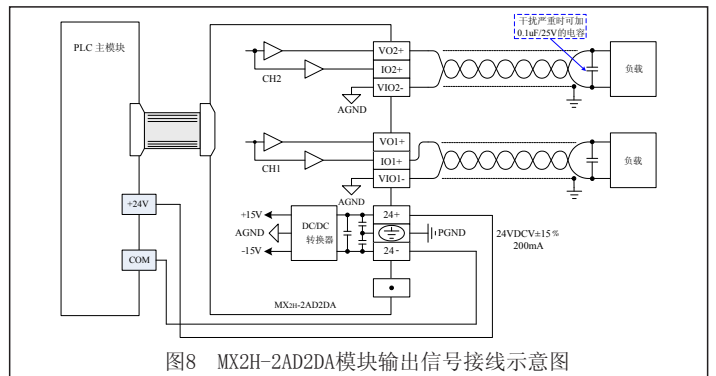 干扰严重时可加
0.1uF/25V的电容
PLC 主模块
VO2+
IO2+
VIO2-
CH2
AGND
负载
VO1+
IO1+
VIO1-
CH1
AGND
负载
+24V
COM
+15V
AGND
-15V
DC/DC
转换器
24+
24-
PGND
24VDCV±15%
200mA
MX2H-2AD2DA
图8 MX2H-2AD2DA模块输出信号接线示意图